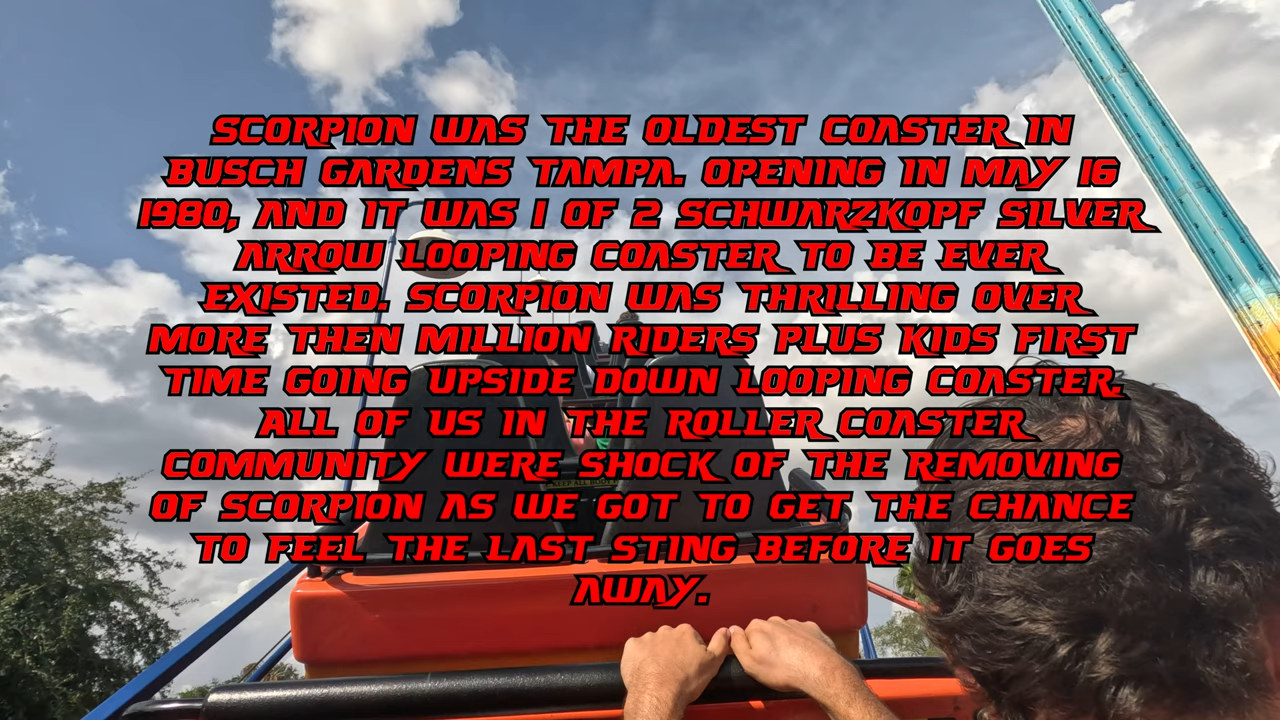 SCORPION WAS THE OLDEST COASTER IN
BUSCH GARDENS TAMPA. OPENING IN MAY 16
1980, AND IT WAS 1 OF 2 SCHWARZKOPF SILVER
ARROW LOOPING COASTER TO BE EVER
EXISTED. SCORPION WAS THRILLING OVER
MORE THEN MILLION RIDERS PLUS KIDS FIRST
TIME GOING UPSIDE DOWN LOOPING COASTER.
ALL OF US IN THE ROLLER COASTER
COMMUNITY WERE SHOCK OF THE REMOVING
OF SCORPION AS WE GOT TO GET THE CHANCE
TO FEEL THE LAST STING BEFORE IT GOES
AWAY.